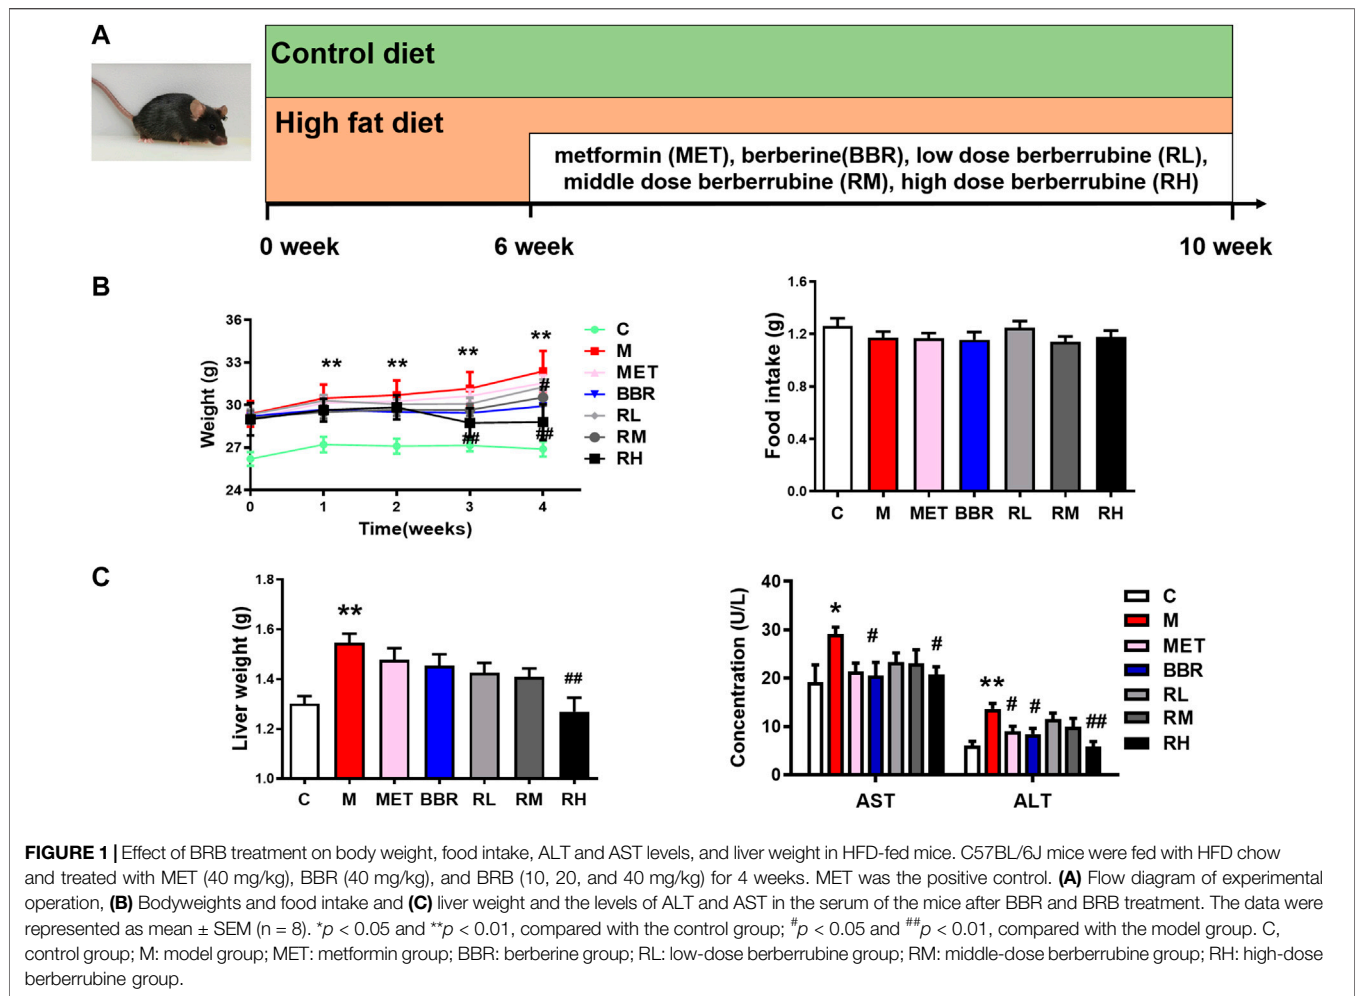 A
Control diet
High fat diet
metformin (MET), berberine(BBR), low dose berberrubine (RL),
middle dose berberrubine (RM), high dose berberrubine (RH)
0 week
6 week
10 week
B
Weight (g)
36
33
30
27
24
**
**
**
**
#
##
##
0
1
2
3
4
Time(weeks)
C
M
MET
BBR
RL
RM
RH
Food intake (g)
1.6
1.2
0.8
0.4
0.0
C
M
MET
BBR
RL
RM
RH
C
Liver weight (g)
1.8
1.6
1.4
1.2
1.0
**
##
C
M
MET
BBR
RL
RM
RH
Concentration (U/L)
40
30
20
10
0
*
#
#
**
#
#
##
AST
ALT
C
M
MET
BBR
RL
RM
RH
FIGURE 1 | Effect of BRB treatment on body weight, food intake, ALT and AST levels, and liver weight in HFD-fed mice. C57BL/6J mice were fed with HFD chow
and treated with MET (40 mg/kg), BBR (40 mg/kg), and BRB (10, 20, and 40 mg/kg) for 4 weeks. MET was the positive control. (A) Flow diagram of experimental
operation, (B) Bodyweights and food intake and (C) liver weight and the levels of ALT and AST in the serum of the mice after BBR and BRB treatment. The data were
represented as mean ± SEM (n = 8). *p < 0.05 and **p < 0.01, compared with the control group; #p < 0.05 and ##p < 0.01, compared with the model group. C,
control group; M: model group; MET: metformin group; BBR: berberine group; RL: low-dose berberrubine group; RM: middle-dose berberrubine group; RH: high-dose
berberrubine group.